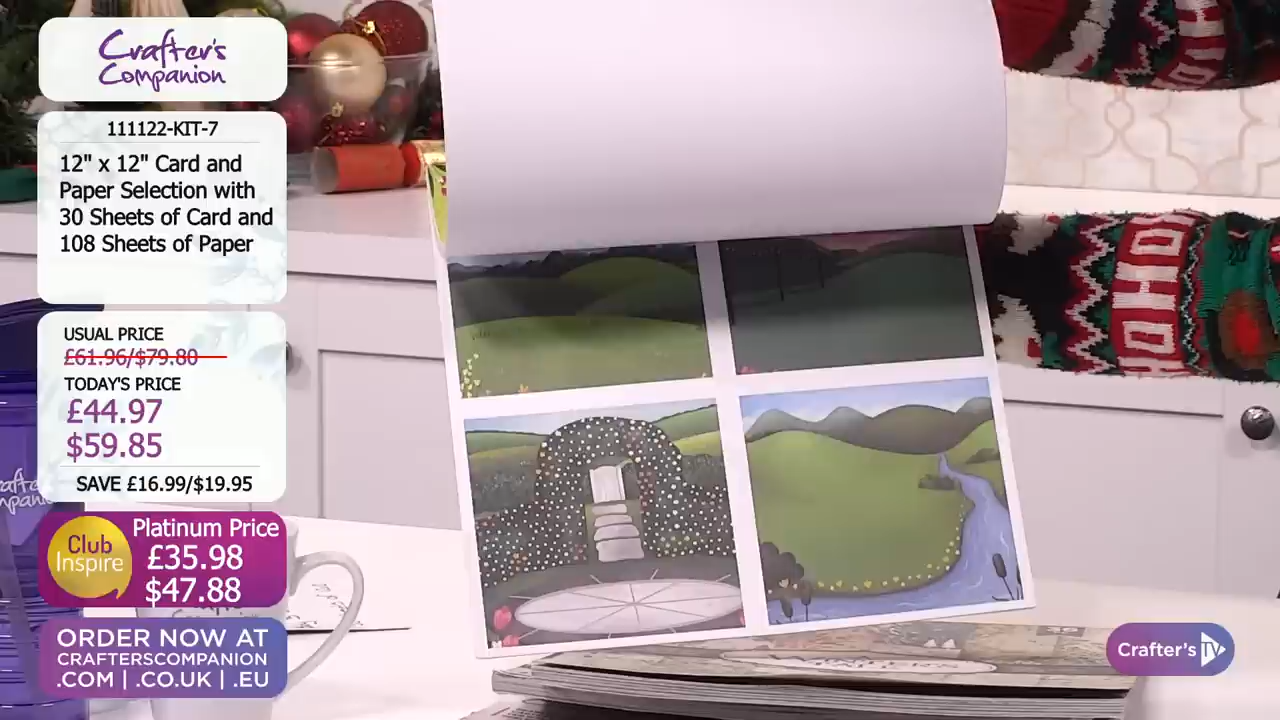 Crafter's
Companion
111122-KIT-7
12" x 12" Card and
Paper Selection with
30 Sheets of Card and
108 Sheets of Paper
USUAL PRICE
£61.96/$79.80
TODAY'S PRICE
£44.97
$59.85
SAVE £16.99/$19.95
Club
Inspire
Platinum Price
£35.98
$47.88
ORDER NOW AT
CRAFTERSCOMPANION
.COM | .CO.UK | .EU
HOHO
HOHO
Crafter's TV